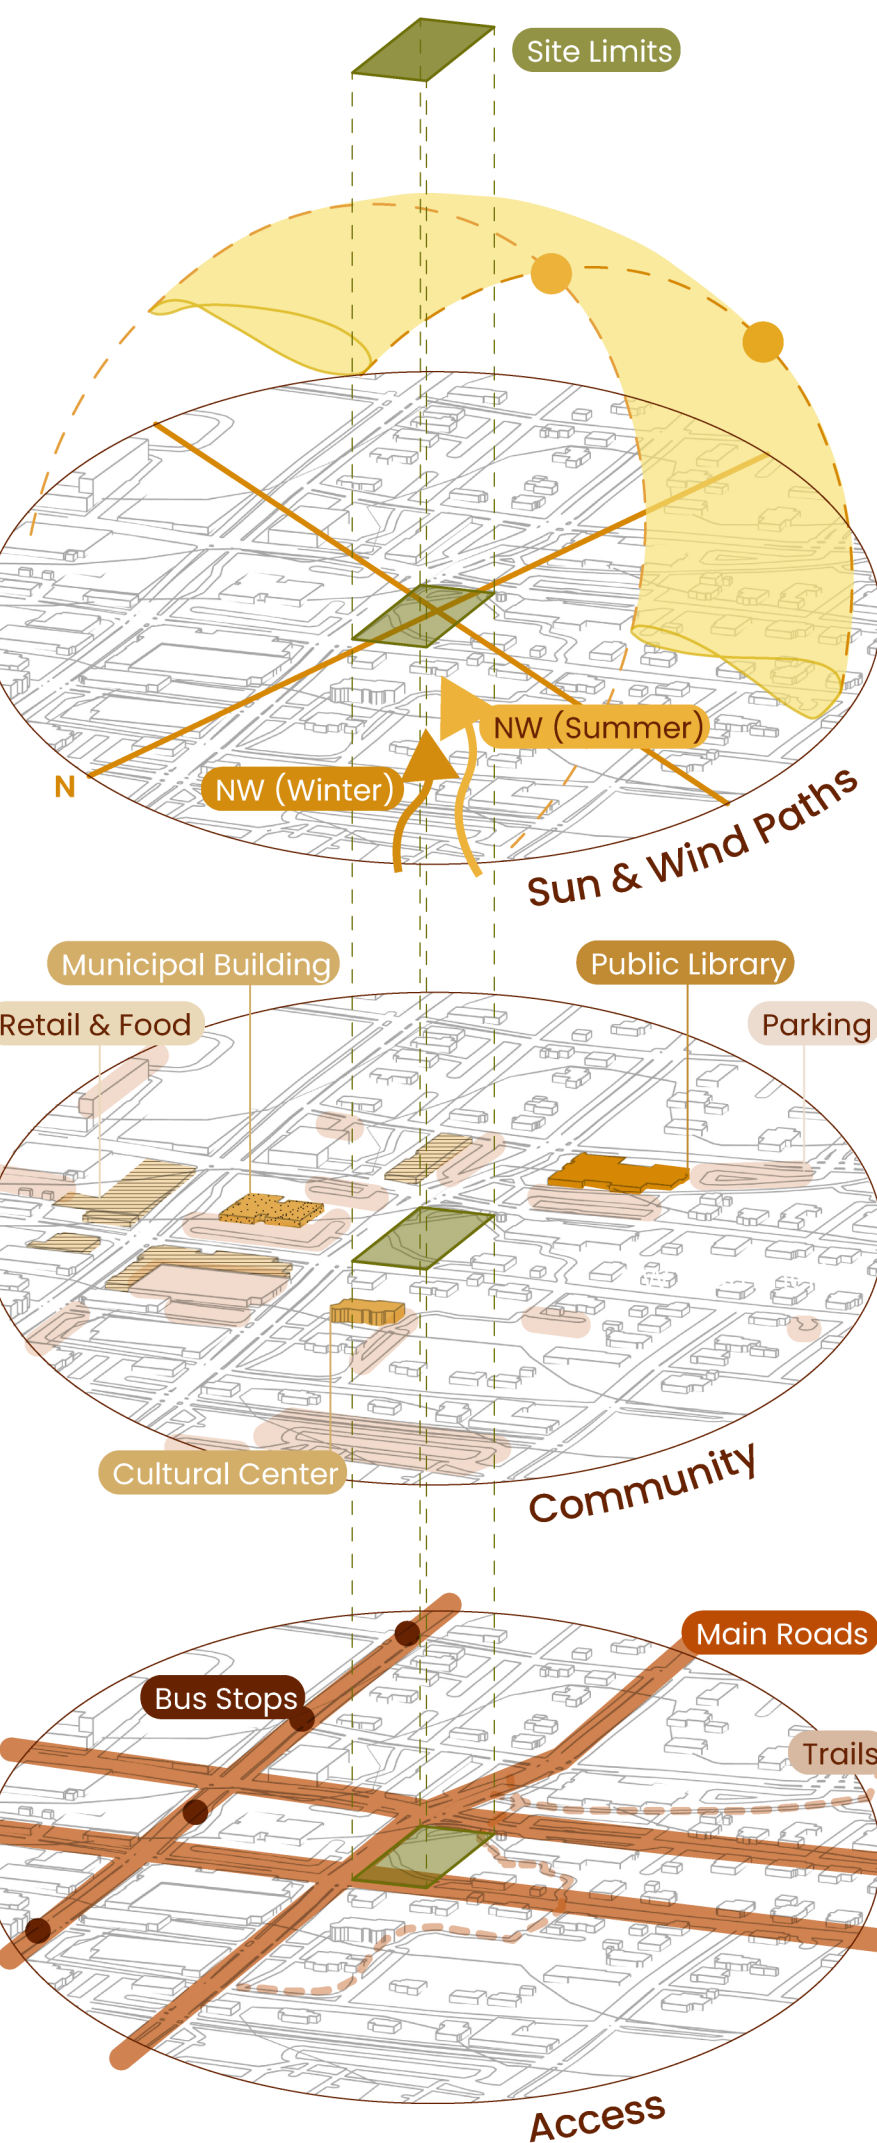 Site Limits
NW (Summer)
NW (Winter)
N
Sun & Wind Paths
Municipal Building
Public Library
Retail & Food
Parking
Cultural Center
Community
Main Roads
Bus Stops
Trails
Access